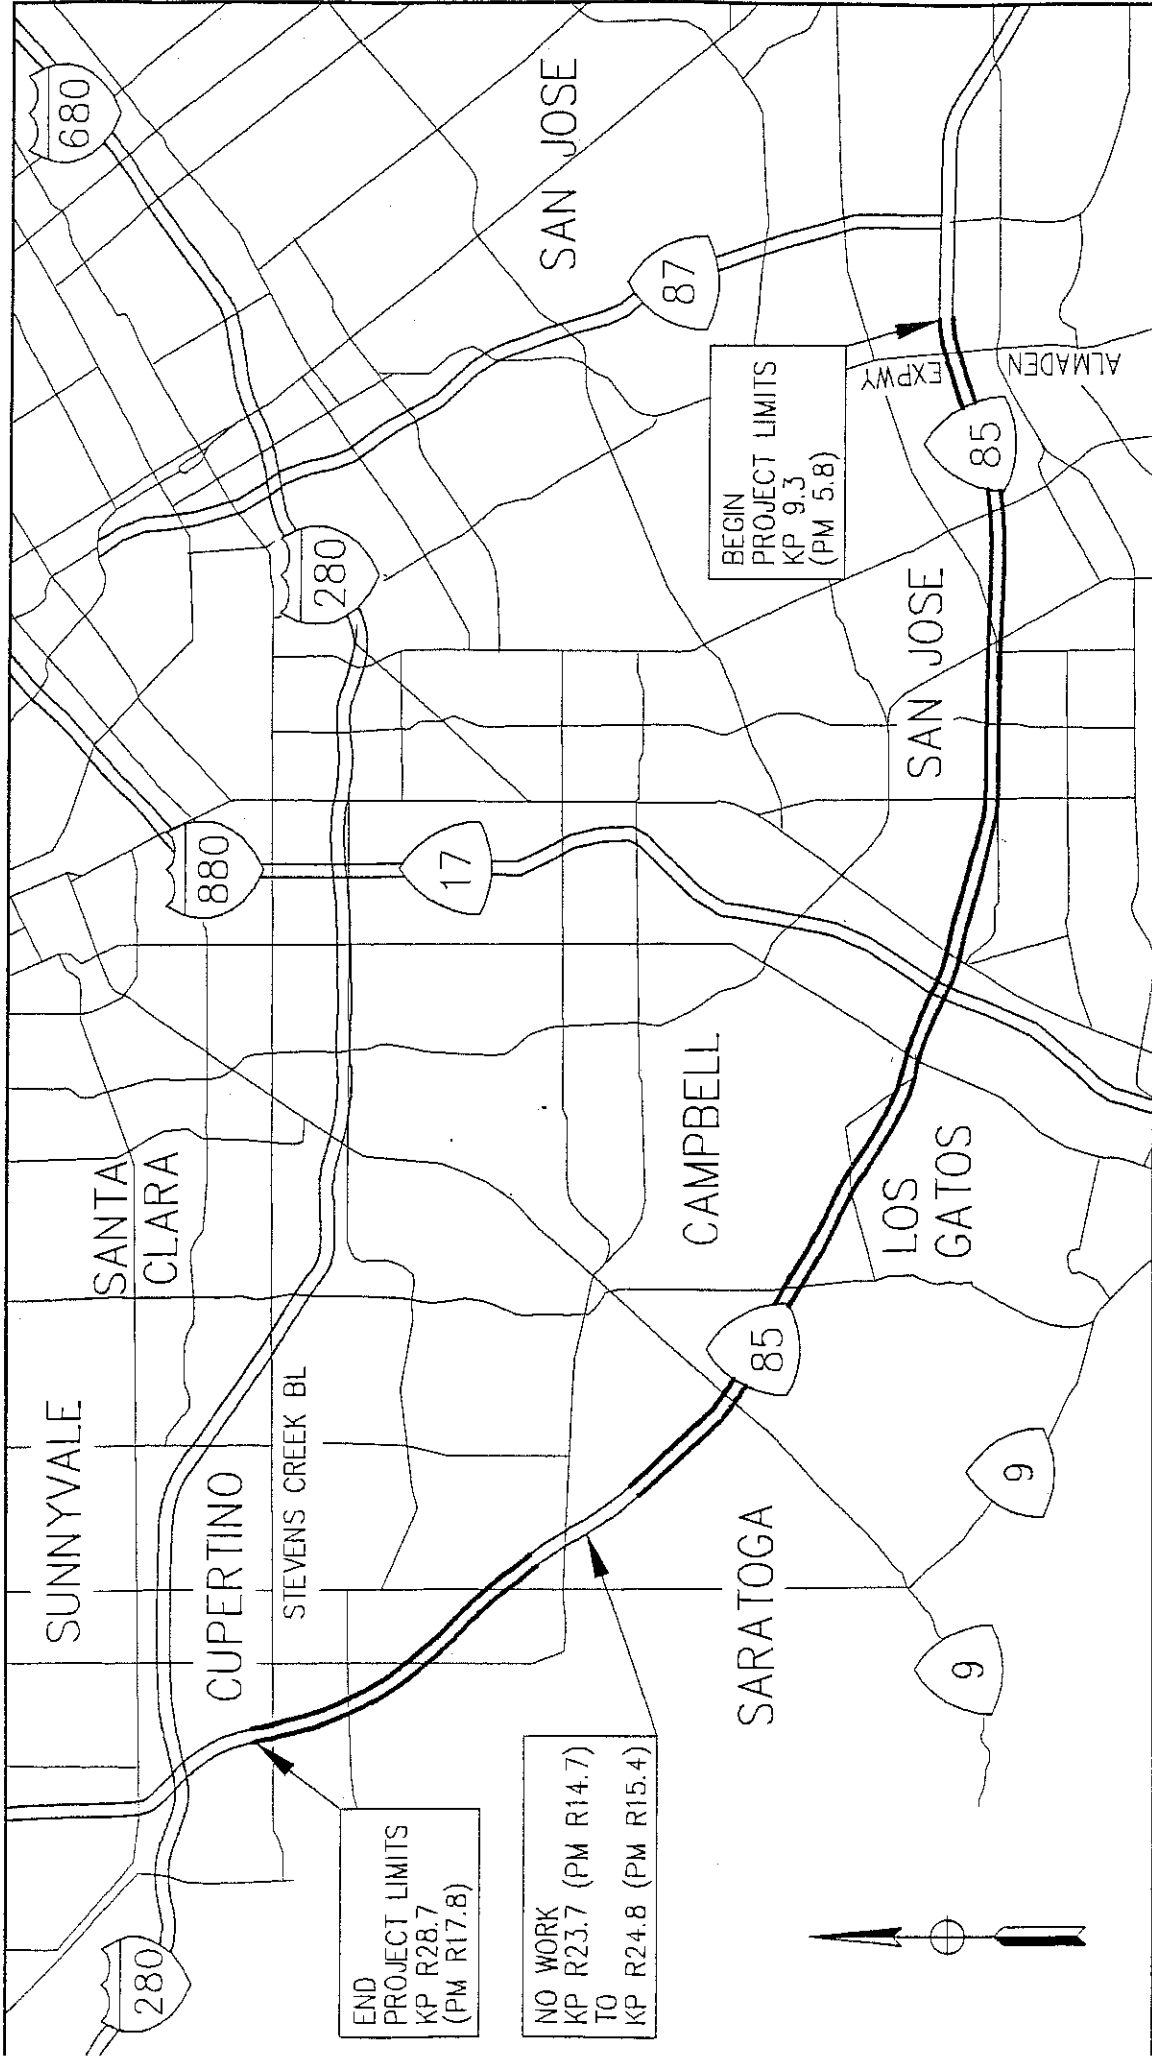 SUNNYVALE
SANTA
CLARA
880
680
280
CUPERTINO
STEVENS CREEK BL
280
17
SAN JOSE
87
END
PROJECT LIMITS
KP R28.7
(PM R17.8)
NO WORK
KP R23.7 (PM R14.7)
TO
KP R24.8 (PM R15.4)
CAMPBELL
BEGIN
PROJECT LIMITS
KP 9.3
(PM 5.8)
SARATOGA
85
EXPWY
ALMADEN
LOS
GATOS
SAN JOSE
85
9
9